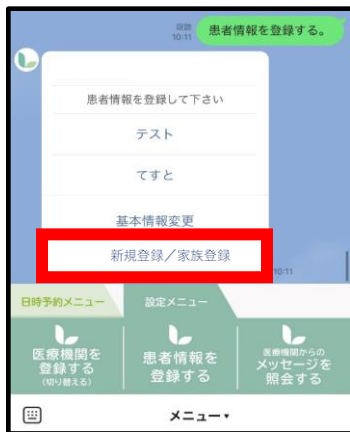 既読
10:11
患者情報を登録する。
患者情報を登録して下さい
テスト
てすと
基本情報変更
新規登録／家族登録
10:11
日時予約メニュー
設定メニュー
医療機関を
登録する
(切り替える)
患者情報を
登録する
医療機関からの
メッセージを
照会する
メニュー▼